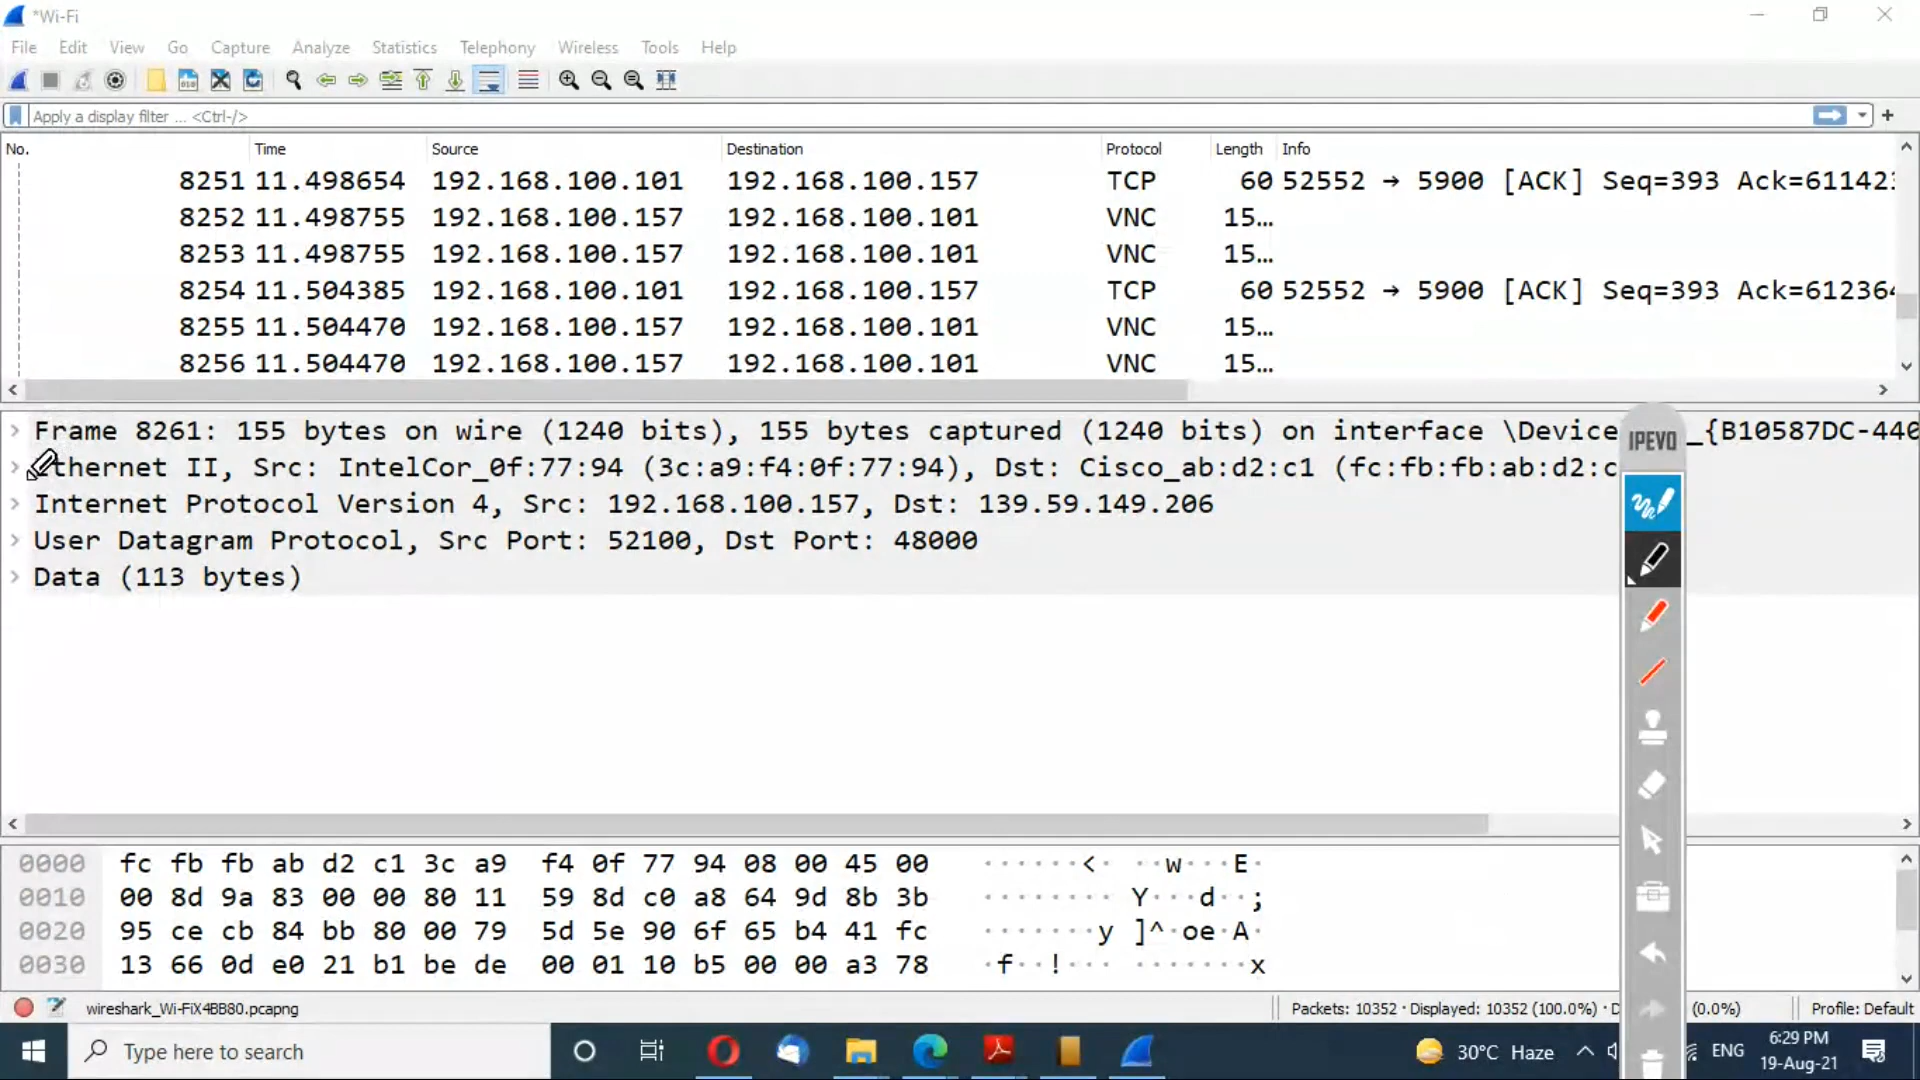 *Wi-Fi
File Edit View Go Capture Analyze Statistics Telephony Wireless Tools Help
Apply a display filter ... <Ctrl-/>
No. Time Source Destination Protocol Length Info
8251 11.498654 192.168.100.101 192.168.100.157 TCP 60 52552 → 5900 [ACK] Seq=393 Ack=611423
8252 11.498755 192.168.100.157 192.168.100.101 VNC 15…
8253 11.498755 192.168.100.157 192.168.100.101 VNC 15…
8254 11.504385 192.168.100.101 192.168.100.157 TCP 60 52552 → 5900 [ACK] Seq=393 Ack=612364
8255 11.504470 192.168.100.157 192.168.100.101 VNC 15…
8256 11.504470 192.168.100.157 192.168.100.101 VNC 15…
Frame 8261: 155 bytes on wire (1240 bits), 155 bytes captured (1240 bits) on interface \Device _{B10587DC-440
thernet II, Src: IntelCor_0f:77:94 (3c:a9:f4:0f:77:94), Dst: Cisco_ab:d2:c1 (fc:fb:fb:ab:d2:c
Internet Protocol Version 4, Src: 192.168.100.157, Dst: 139.59.149.206
User Datagram Protocol, Src Port: 52100, Dst Port: 48000
Data (113 bytes)
IPEVO
0000 fc fb fb ab d2 c1 3c a9 f4 0f 77 94 08 00 45 00 ······<· ··w···E·
0010 00 8d 9a 83 00 00 80 11 59 8d c0 a8 64 9d 8b 3b ········ Y···d··;
0020 95 ce cb 84 bb 80 00 79 5d 5e 90 6f 65 b4 41 fc ·······y ]^·oe·A·
0030 13 66 0d e0 21 b1 be de 00 01 10 b5 00 00 a3 78 ·f··!··· ·······x
wireshark_Wi-FiX4BB80.pcapng Packets: 10352 · Displayed: 10352 (100.0%) · D (0.0%) Profile: Default
Type here to search 30°C Haze ENG 6:29 PM
19-Aug-21